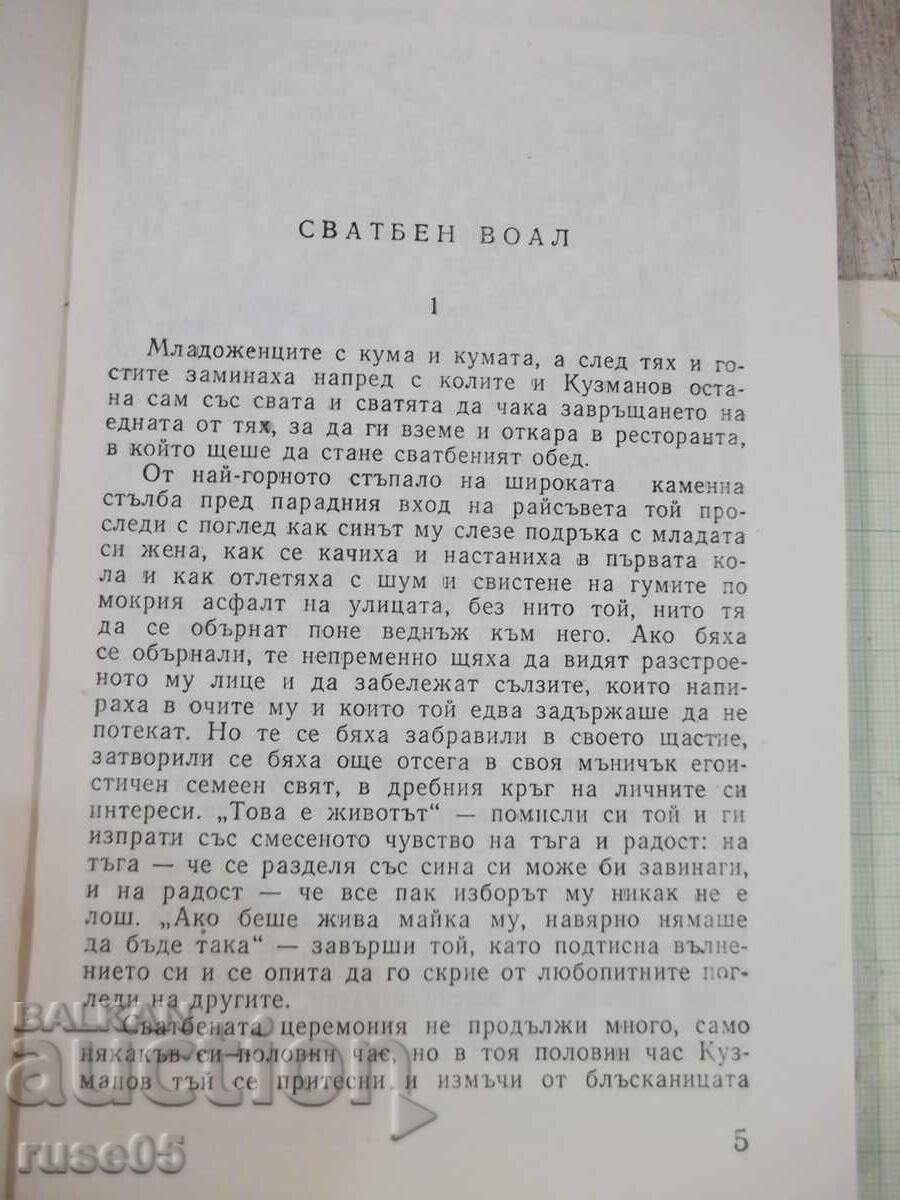 СВАТБЕН ВОАЛ
1
Младоженците с кума и кумата, а след тях и го-
стите заминаха напред с колите и Кузманов оста-
на сам със свата и сватята да чака завръщането на
едната от тях, за да ги вземе и откара в ресторанта,
в който щеше да стане сватбеният обед.
От най-горното стъпало на широката каменна
стълба пред парадния вход на райсъвета той про-
следи с поглед как синът му слезе подръка с младата
си жена, как се качиха и настаниха в първата ко-
ла и как отлетяха с шум и свистене на гумите по
мокрия асфалт на улицата, без нито той, нито тя
да се обърнат поне веднъж към него. Ако бяха
се обърнали, те непременно щяха да видят разстрое-
ното му лице и да забележат сълзите, които напи-
раха в очите му и които той едва задържаше да не
потекат. Но те се бяха забравили в своето щастие,
затворили се бяха още отсега в своя мъничък егои-
стичен семеен свят, в дребния кръг на личните си
интереси. „Това е животът“ — помисли си той и ги
изпрати със смесеното чувство на тъга и радост: на
тъга — че се разделя със сина си може би завинаги,
и на радост — че все пак изборът му никак не е
лош. „Ако беше жива майка му, навярно нямаше
да бъде така“ — завърши той, като подтисна вълне-
нието си и се опита да го скрие от любопитните пог-
леди на другите.
Сватбената церемония не продължи много, само
някакъв си половин час, но в тоя половин час Куз-
манов тъй се притесни и измъчи от блъсканицата
5
BALKAN
auction
ruse05